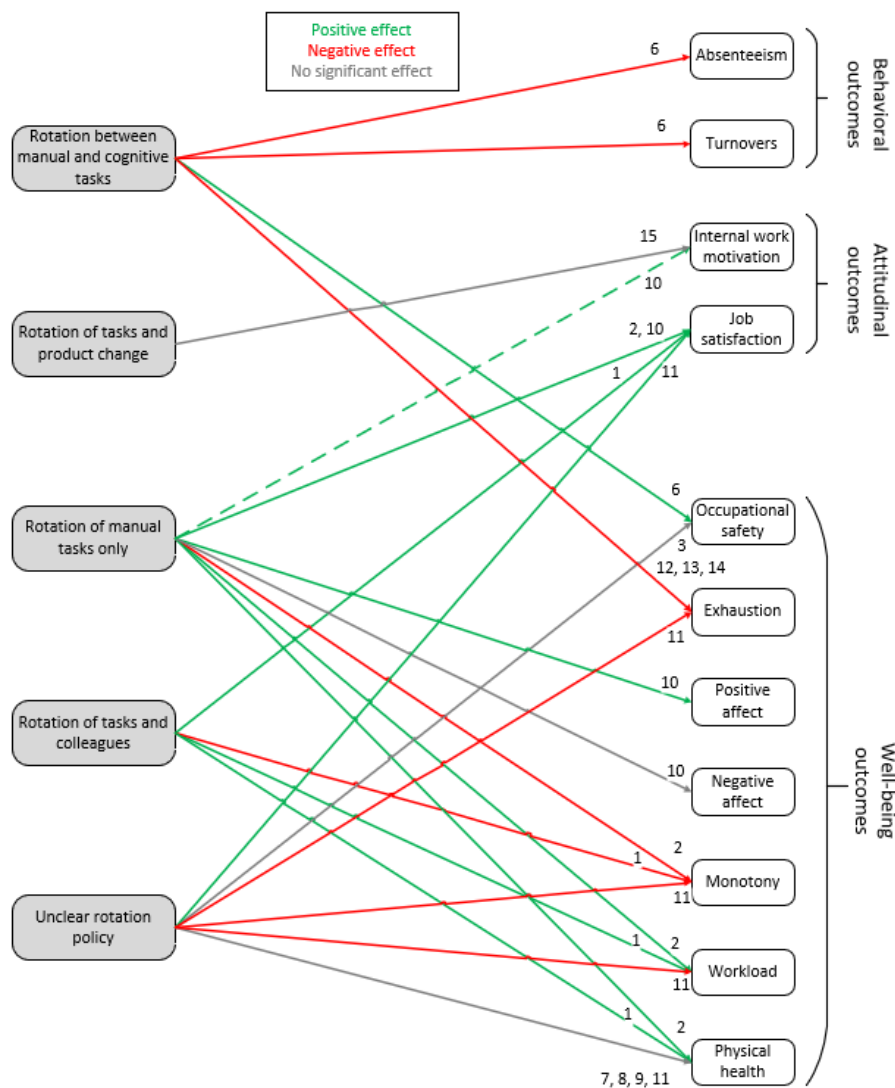 Positive effect
Negative effect
No significant effect
6
Absenteeism
Behavioral
outcomes
Rotation between
manual and cognitive
tasks
6
Turnovers
15
Internal work
motivation
10
Attitudinal
outcomes
Rotation of tasks and
product change
2, 10
Job
satisfaction
1
11
6
Occupational
safety
3
12, 13, 14
Rotation of manual
tasks only
Exhaustion
11
10
Positive
affect
Rotation of tasks and
colleagues
10
Negative
affect
Well-being
outcomes
2
1
Monotony
11
Unclear rotation
policy
2
1
Workload
11
1
2
Physical
health
7, 8, 9, 11